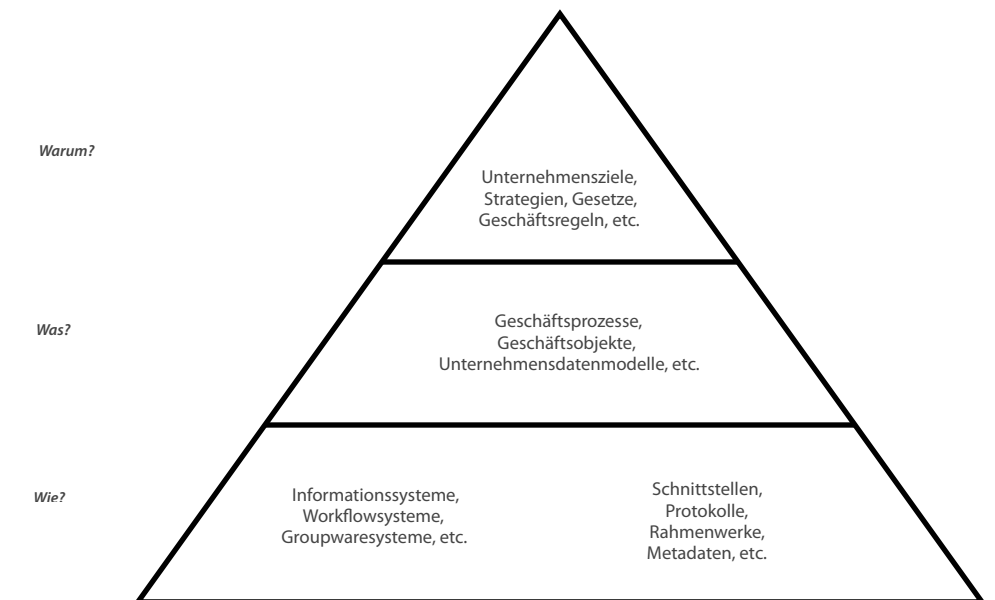 Warum?
Unternehmensziele,
Strategien, Gesetze,
Geschäftsregeln, etc.
Was?
Geschäftsprozesse,
Geschäftsobjekte,
Unternehmensdatenmodelle, etc.
Wie?
Informationssysteme,
Workflowsysteme,
Groupwaresysteme, etc.
Schnittstellen,
Protokolle,
Rahmenwerke,
Metadaten, etc.